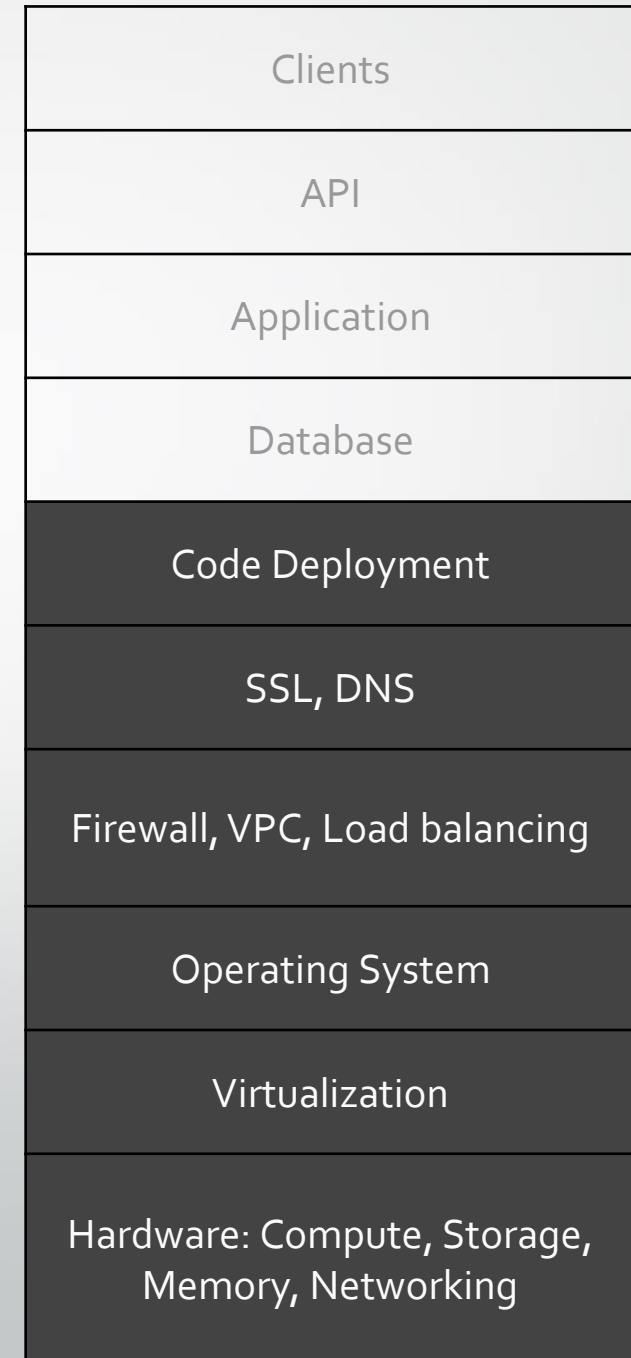 Clients
API
Application
Database
Code Deployment
SSL, DNS
Firewall, VPC, Load balancing
Operating System
Virtualization
Hardware: Compute, Storage,
Memory, Networking